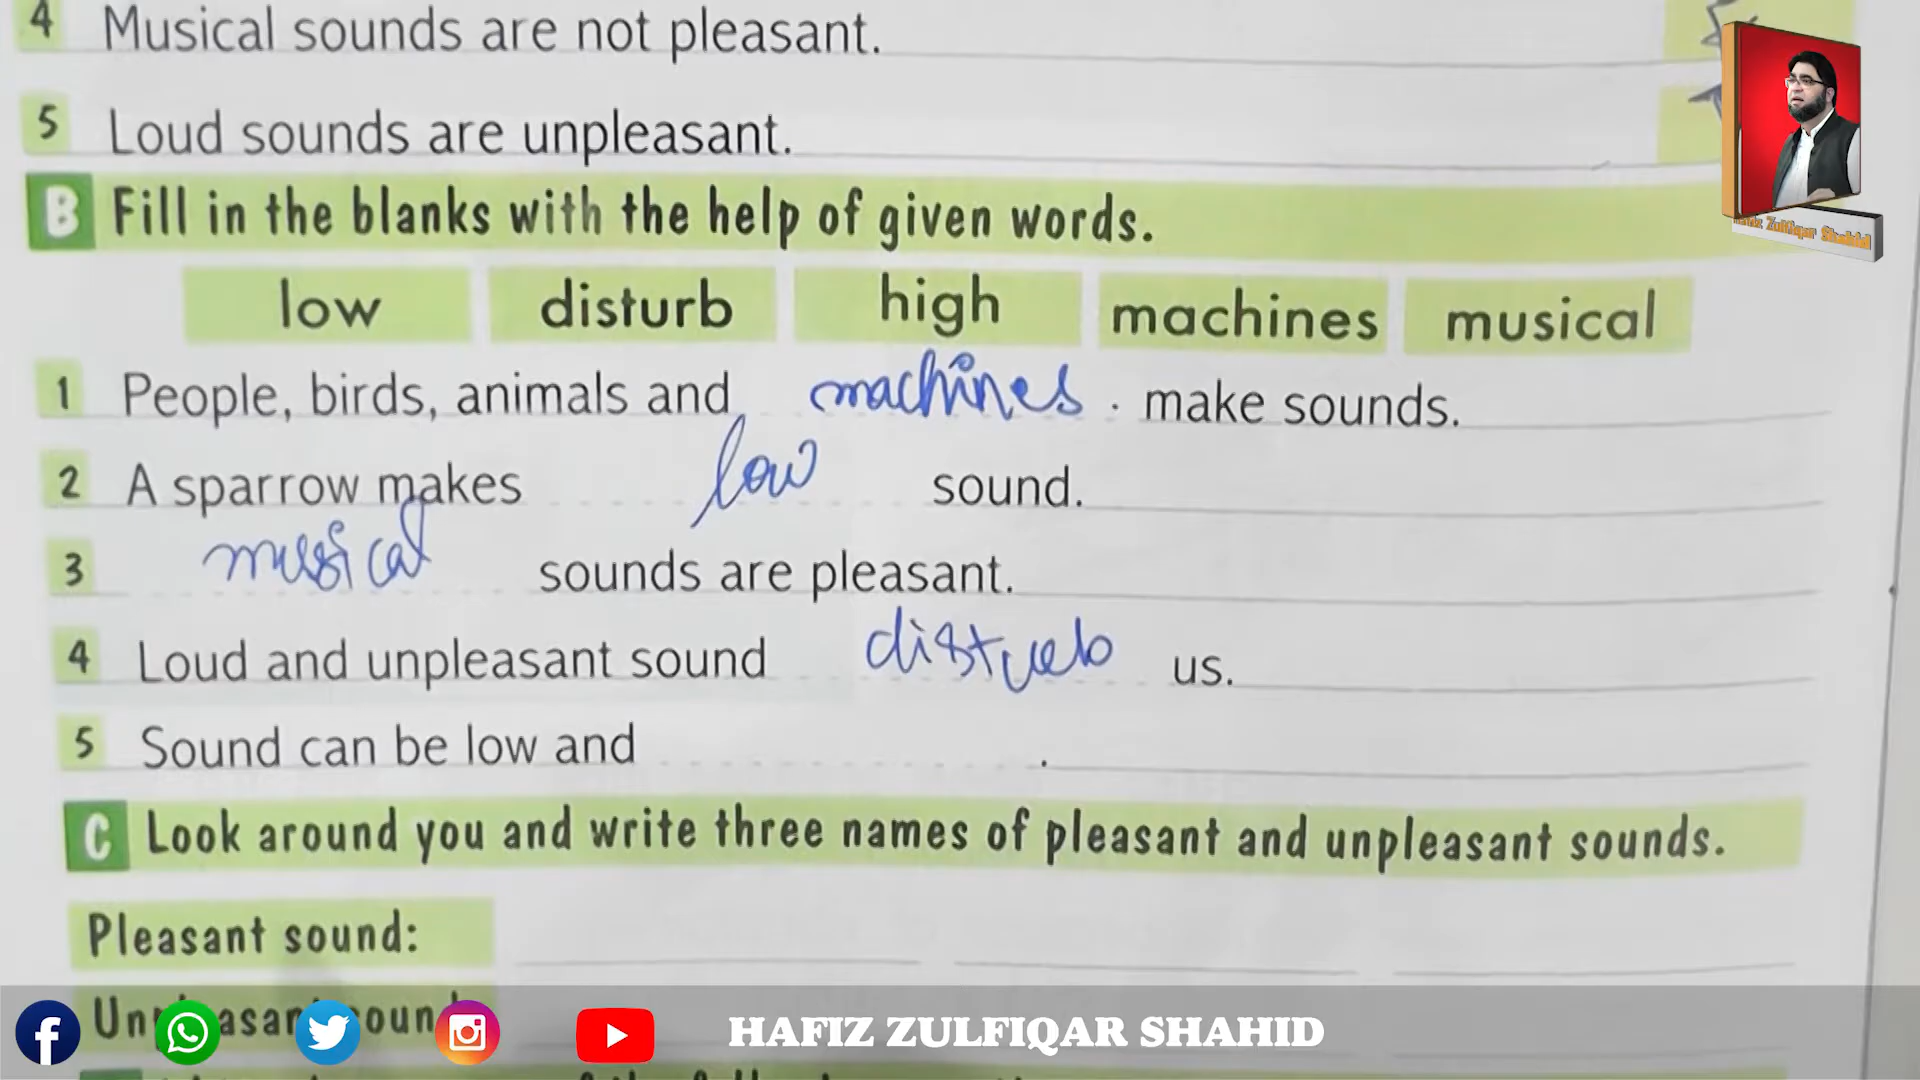 4 Musical sounds are not pleasant.
5 Loud sounds are unpleasant.
B Fill in the blanks with the help of given words.
low disturb high machines musical
1 People, birds, animals and machines . make sounds.
2 A sparrow makes low sound.
3 musical sounds are pleasant.
4 Loud and unpleasant sound disturb us.
5 Sound can be low and .
C Look around you and write three names of pleasant and unpleasant sounds.
Pleasant sound:
HAFIZ ZULFIQAR SHAHID
Hafiz Zulfiqar Shahid